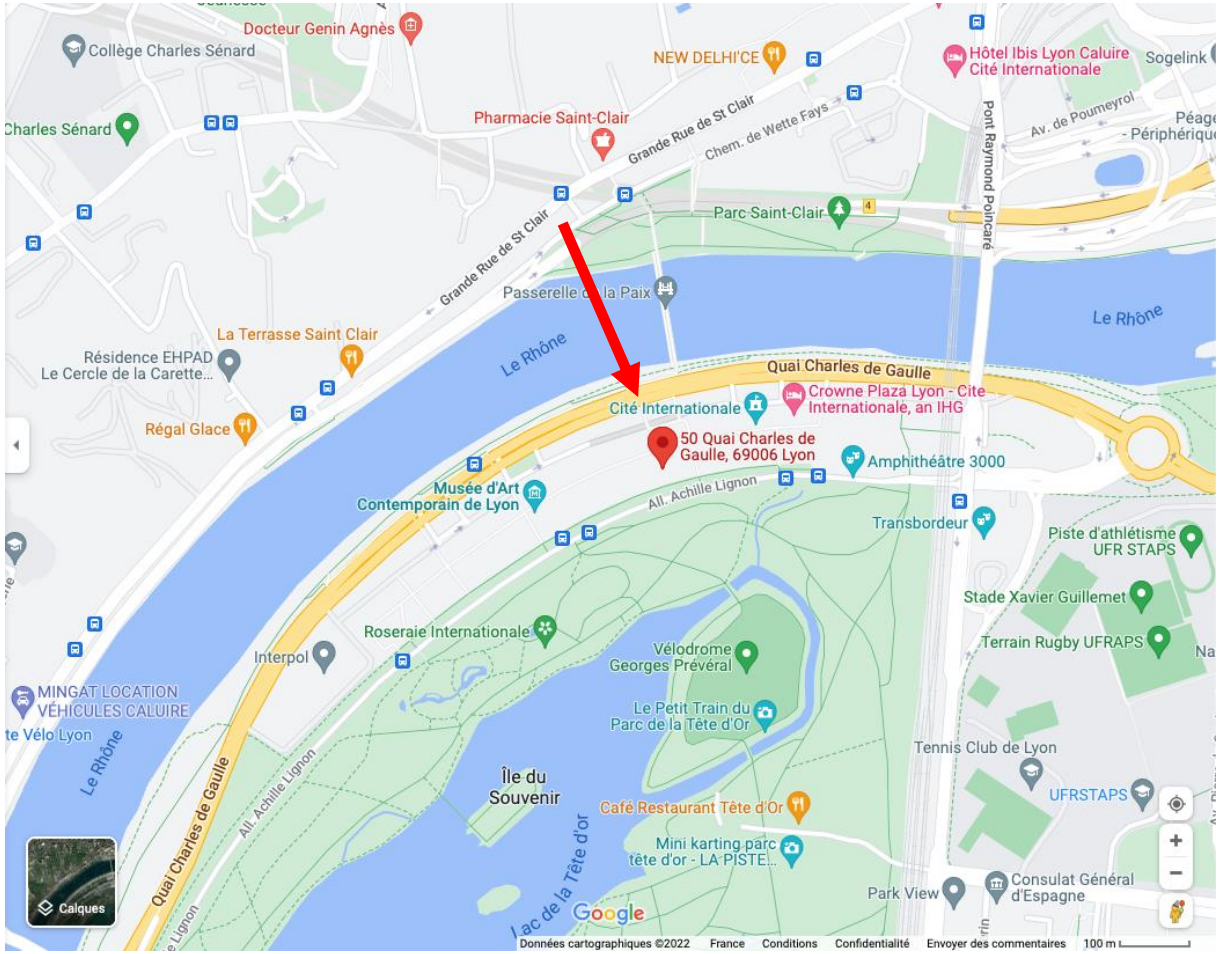 Docteur Genin Agnès
Collège Charles Sénard
NEW DELHI'CE
Hôtel Ibis Lyon Caluire
Cité Internationale
Sogelink
Charles Sénard
Pharmacie Saint-Clair
Grande Rue de St Clair
Chem. de Wette Fays
Pont Raymond Poincaré
Av. de Poumeyrol
Péage
- Périphérique
Parc Saint-Clair
4
Grande Rue de St Clair
Passerelle de la Paix
Le Rhône
La Terrasse Saint Clair
Le Rhône
Résidence EHPAD
Le Cercle de la Carette...
Quai Charles de Gaulle
Crowne Plaza Lyon - Cite
Internationale, an IHG
Cité Internationale
Régal Glace
50 Quai Charles de
Gaulle, 69006 Lyon
Amphithéâtre 3000
Musée d'Art
Contemporain de Lyon
All. Achille Lignon
Transbordeur
Piste d'athlétisme
UFR STAPS
Stade Xavier Guillemet
Roseraie Internationale
Terrain Rugby UFRAPS
Na
Interpol
Vélodrome
Georges Prévéral
MINGAT LOCATION
VÉHICULES CALUIRE
Le Petit Train du
Parc de la Tête d'Or
te Vélo Lyon
Le Rhône
Tennis Club de Lyon
Île du
Souvenir
UFRSTAPS
Café Restaurant Tête d'Or
All. Achille Lignon
Quai Charles de Gaulle
Mini karting parc
tête d'or - LA PISTE...
Lac de la Tête d'or
Park View
Consulat Général
d'Espagne
Calques
Google
Données cartographiques ©2022 France Conditions Confidentialité Envoyer des commentaires 100 m